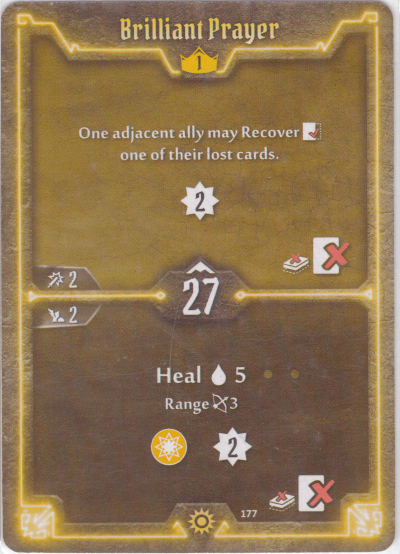 Brilliant Prayer
1
One adjacent ally may Recover
one of their lost cards.
2
2
27
2
Heal 5
Range 3
2
177